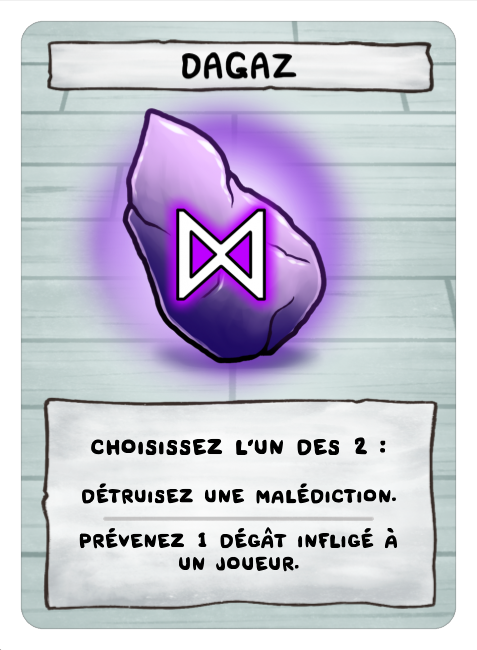 DAGAZ
CHOISISSEZ L'UN DES 2 :
DÉTRUISEZ UNE MALÉDICTION.
PRÉVENEZ 1 DÉGÂT INFLIGÉ À
UN JOUEUR.